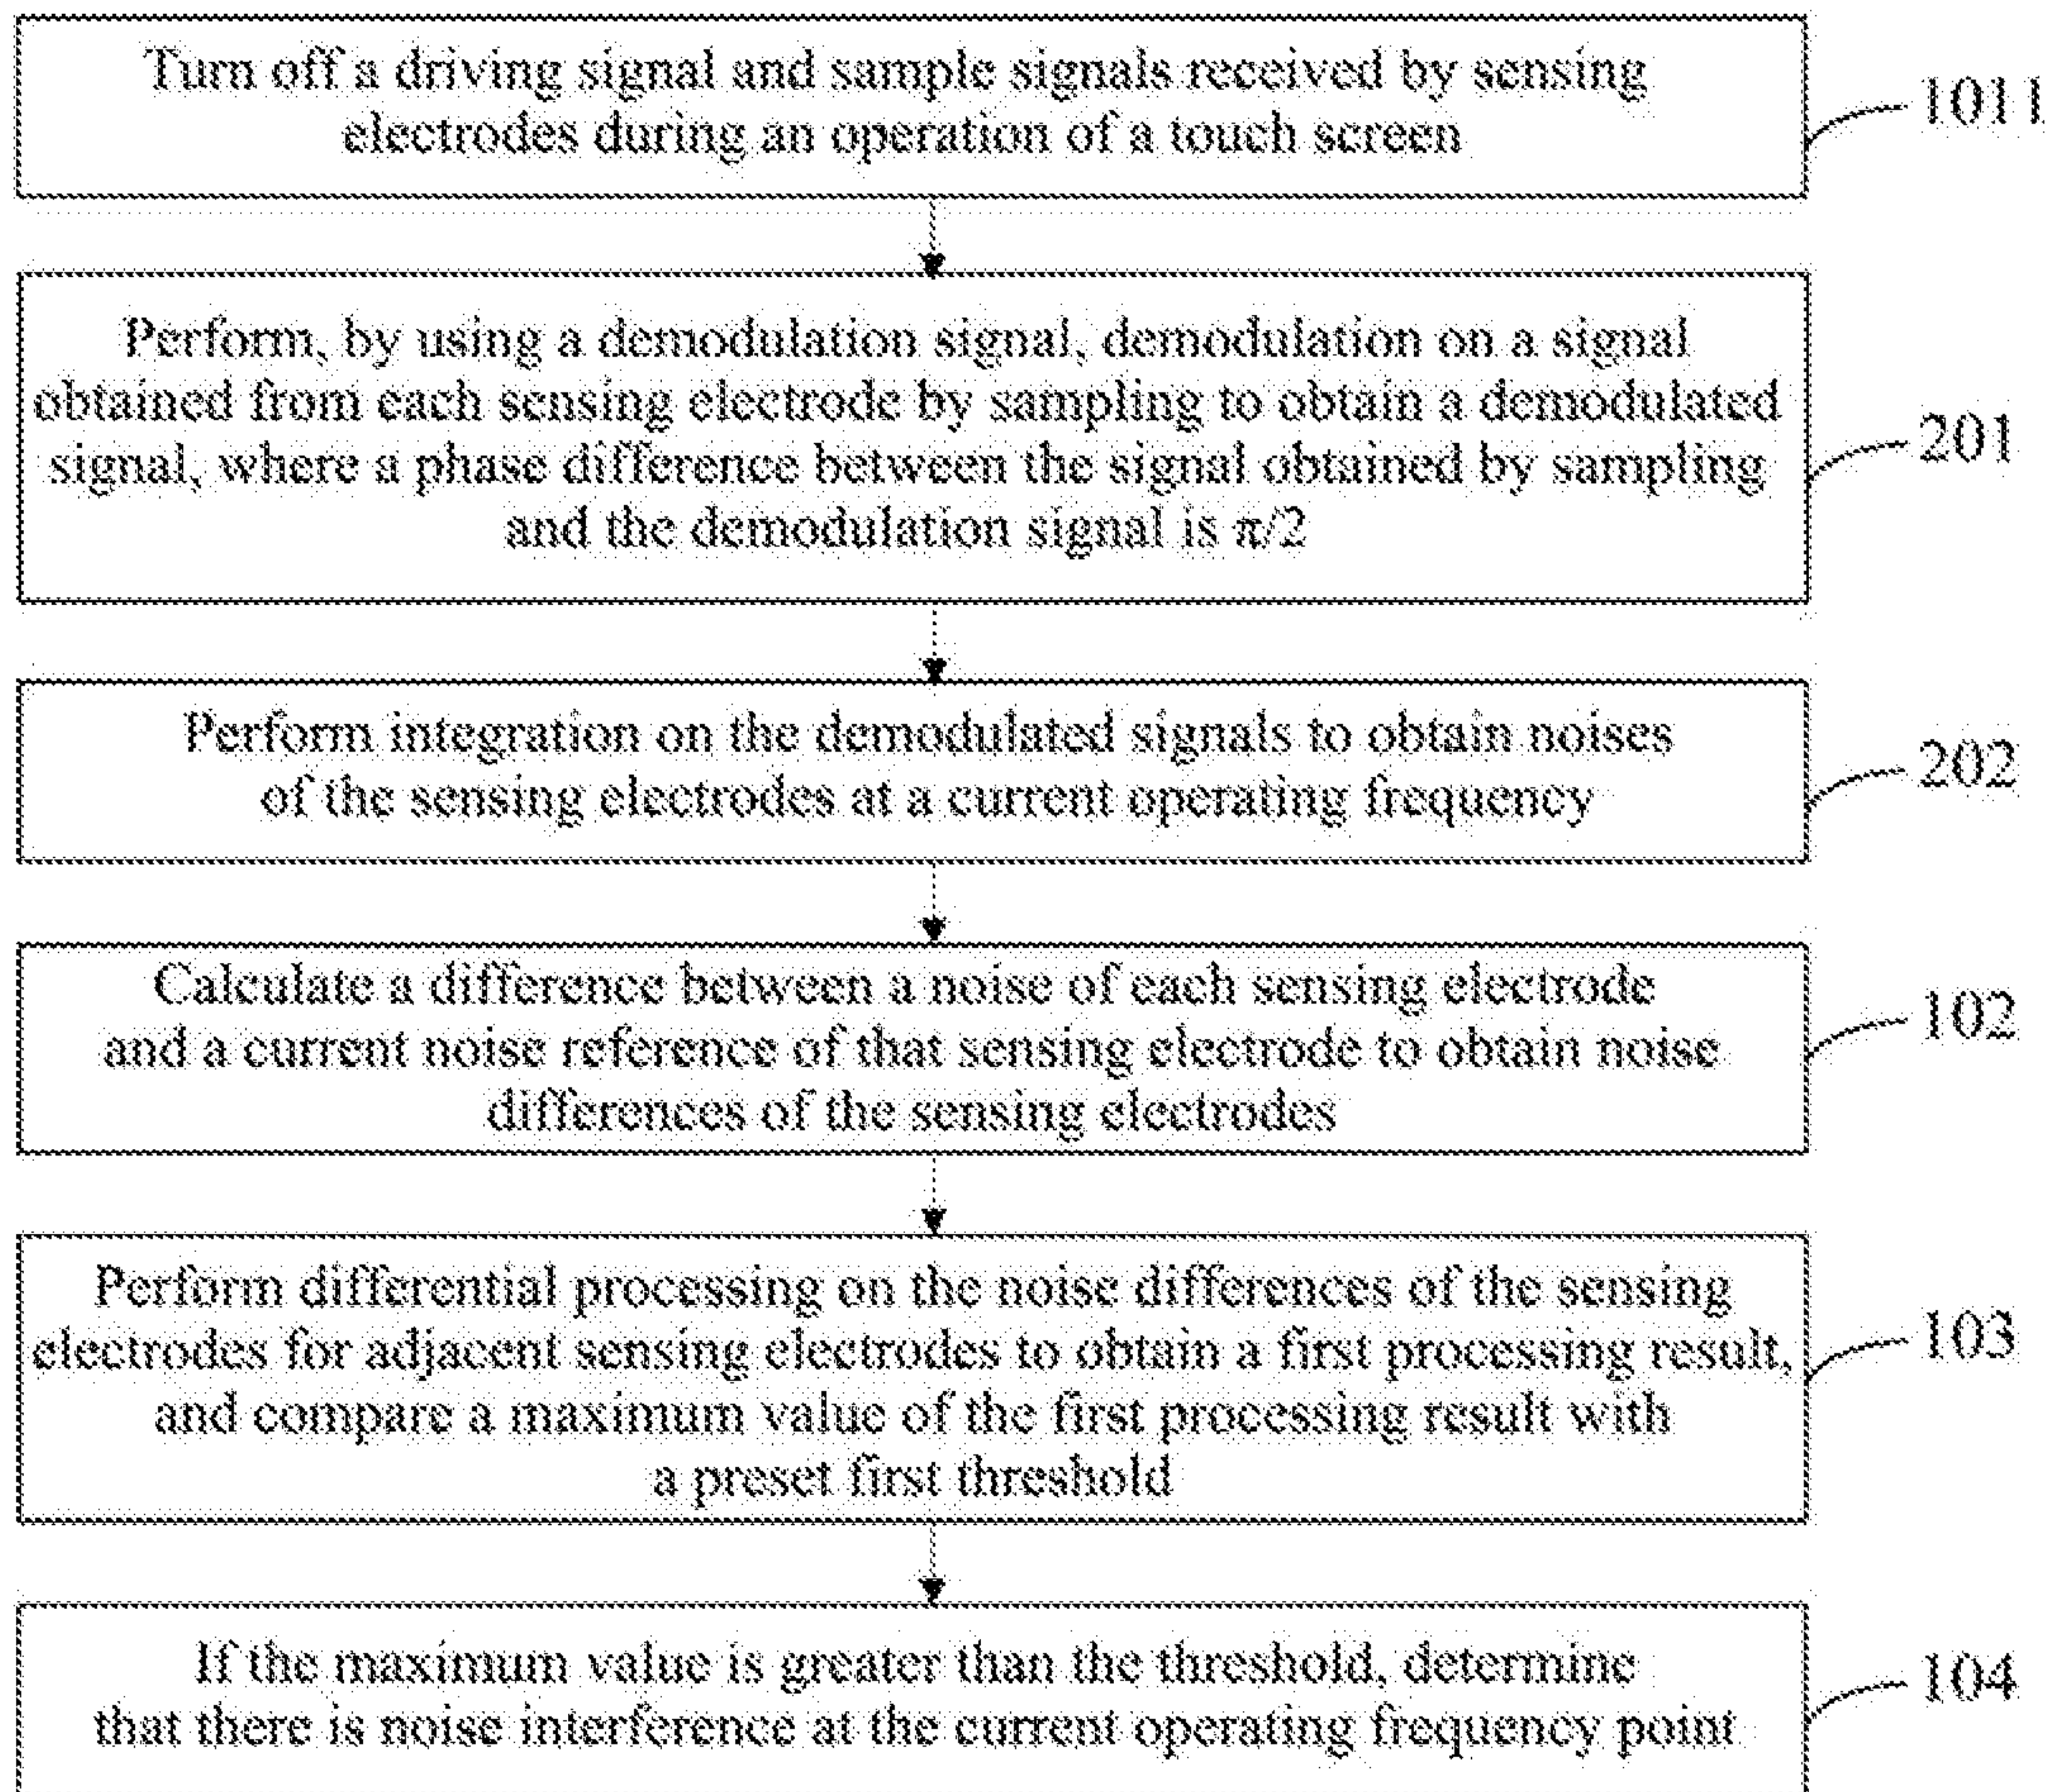 Turn off a driving signal and sample signals received by sensing
electrodes during an operation of a touch screen
1011
Perform, by using a demodulation signal, demodulation on a signal
obtained from each sensing electrode by sampling to obtain a demodulated
signal, where a phase difference between the signal obtained by sampling
and the demodulation signal is π/2
201
Perform integration on the demodulated signals to obtain noises
of the sensing electrodes at a current operating frequency
202
Calculate a difference between a noise of each sensing electrode
and a current noise reference of that sensing electrode to obtain noise
differences of the sensing electrodes
102
Perform differential processing on the noise differences of the sensing
electrodes for adjacent sensing electrodes to obtain a first processing result,
and compare a maximum value of the first processing result with
a preset first threshold
103
If the maximum value is greater than the threshold, determine
that there is noise interference at the current operating frequency point
104